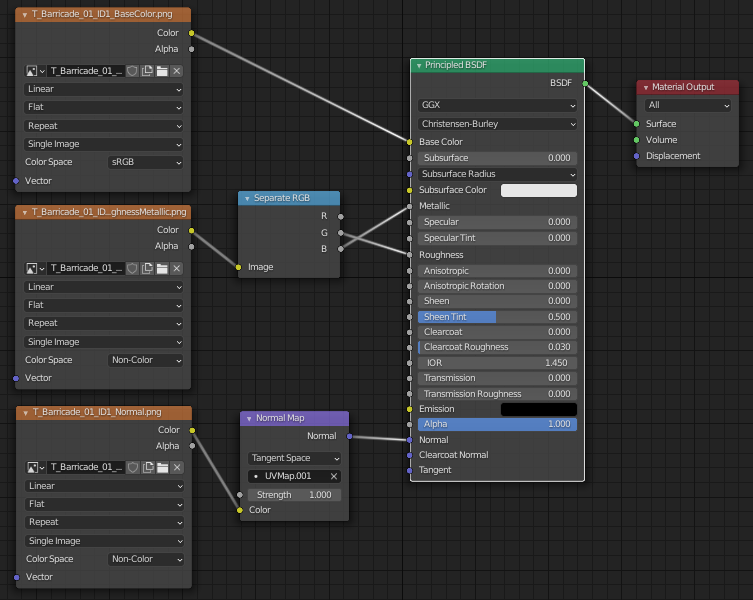 T_Barricade_01_ID1_BaseColor.png
Color
Alpha
T_Barricade_01_...
Linear
Flat
Repeat
Single Image
Color Space sRGB
Vector
T_Barricade_01_ID...ghnessMetallic.png
Color
Alpha
T_Barricade_01_...
Linear
Flat
Repeat
Single Image
Color Space Non-Color
Vector
T_Barricade_01_ID1_Normal.png
Color
Alpha
T_Barricade_01_...
Linear
Flat
Repeat
Single Image
Color Space Non-Color
Vector
Separate RGB
R
G
B
Image
Normal Map
Normal
Tangent Space
UVMap.001
Strength 1.000
Color
Principled BSDF
BSDF
GGX
Christensen-Burley
Base Color
Subsurface 0.000
Subsurface Radius
Subsurface Color
Metallic
Specular 0.000
Specular Tint 0.000
Roughness
Anisotropic 0.000
Anisotropic Rotation 0.000
Sheen 0.000
Sheen Tint 0.500
Clearcoat 0.000
Clearcoat Roughness 0.030
IOR 1.450
Transmission 0.000
Transmission Roughness 0.000
Emission
Alpha 1.000
Normal
Clearcoat Normal
Tangent
Material Output
All
Surface
Volume
Displacement